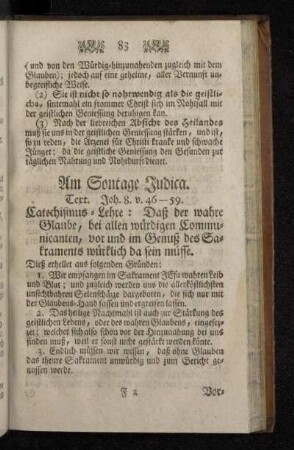 83
(und von den Würdig-hinzunahenden zugleich mit dem
Glauben); jedoch auf eine geheime, aller Vernunft un-
begreifliche Weise.
(2) Sie ist nicht so nohtwendig als die geistli-
che, sintemahl ein frommer Christ sich im Nohtfall mit
der geistlichen Geniessung beruhigen kan.
(3) Nach der liebreichen Absicht des Heilandes
muß sie uns in der geistlichen Geniessung stärken, und ist,
so zu reden, die Arzenei für Christi kranke und schwache
Jünger; da die geistliche Geniessung den Gesunden zur
täglichen Nahrung und Nohtdurft dienet.
Am Sontage Judica.
Text. Joh. 8. v. 46-59.
Catechismus-Lehre: Daß der wahre
Glaube, bei allen würdigen Commu-
nicanten, vor und im Genuß des Sa-
kraments würklich da sein müsse.
Dieß erhellet aus folgenden Gründen:
1. Wir empfangen im Sakrament JEsu wahren Leib
und Blut; und zugleich werden uns die allerköstlichsten
unsichtbahren Seelenschäze dargeboten, die sich nur mit
der Glaubens-Hand fassen und ergreifen lassen.
2. Das heilige Nachtmahl ist auch zur Stärkung des
geistlichen Lebens, oder des wahren Glaubens, eingese-
zet; welcher sich also schon vor der Hinzunahung bei uns
finden muß, weil er sonst nicht gestärkt werden könte.
3. Endlich müssen wir wissen, daß ohne Glauben
das theure Sakrament unwürdig und zum Gericht ge-
nossen werde.
F 2 Vor-